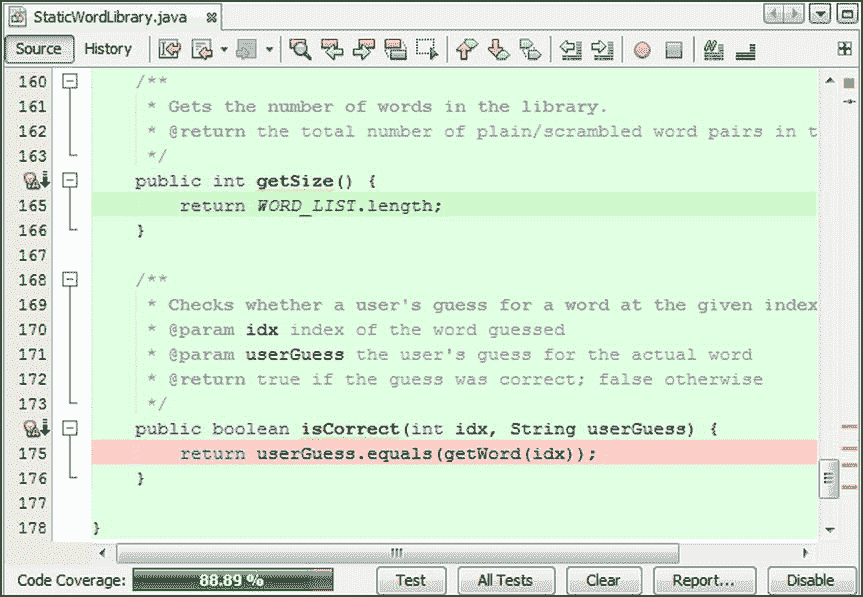 StaticWordLibrary.java
Source History
160 /**
161 * Gets the number of words in the library.
162 * @return the total number of plain/scrambled word pairs in t
163 */
public int getSize() {
165 return WORD_LIST.length;
166 }
167
168 /**
169 * Checks whether a user's guess for a word at the given index
170 * @param idx index of the word guessed
171 * @param userGuess the user's guess for the actual word
172 * @return true if the guess was correct; false otherwise
173 */
public boolean isCorrect(int idx, String userGuess) {
175 return userGuess.equals(getWord(idx));
176 }
177
178 }
Code Coverage: 88.89 % Test All Tests Clear Report... Disable